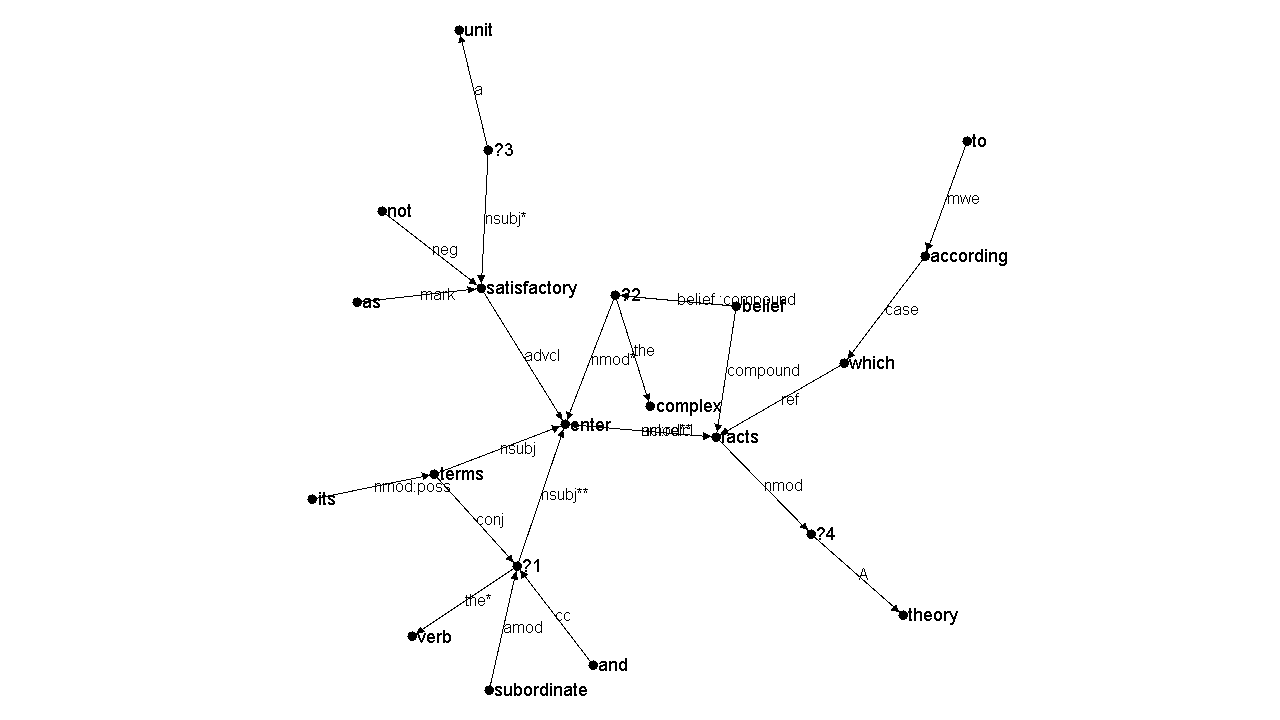 unit
a
to
?3
mwe
not
nsubj*
neg
according
satisfactory
as
mark
?2
belief:compound
belief
case
the
nmod*
advcl
compound
which
ref
complex
enter
facts
nsubj
terms
nmod:poss
its
nmod
nsubj**
conj
?4
?1
A
the*
cc
theory
amod
verb
and
subordinate